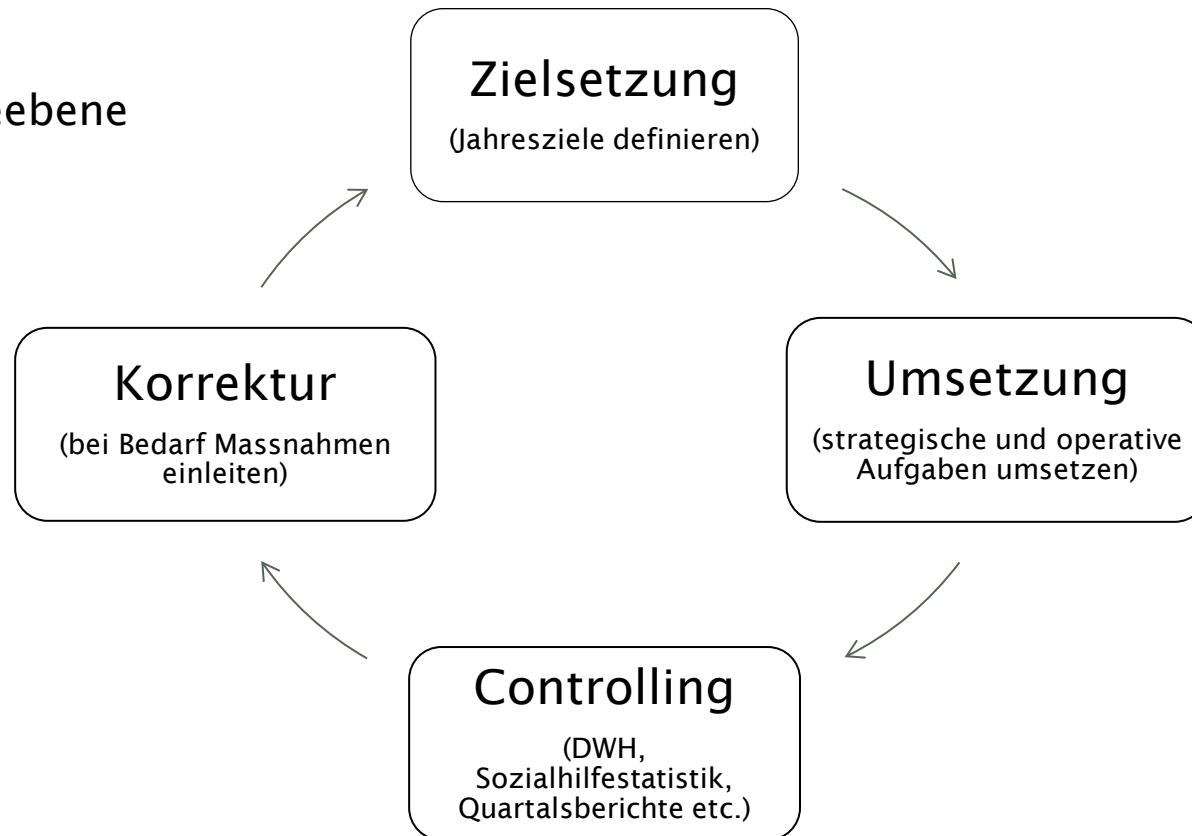 eebene
Zielsetzung
(Jahresziele definieren)
Umsetzung
(strategische und operative
Aufgaben umsetzen)
Controlling
(DWH,
Sozialhilfestatistik,
Quartalsberichte etc.)
Korrektur
(bei Bedarf Massnahmen
einleiten)